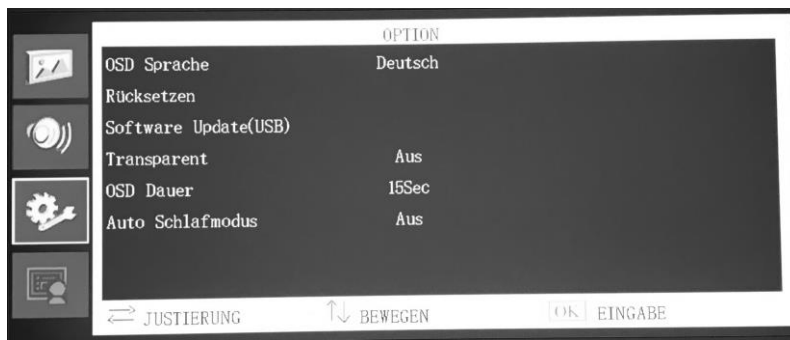 OPTION
OSD Sprache Deutsch
Rücksetzen
Software Update(USB)
Transparent Aus
OSD Dauer 15Sec
Auto Schlafmodus Aus
JUSTIERUNG BEWEGEN OK EINGABE